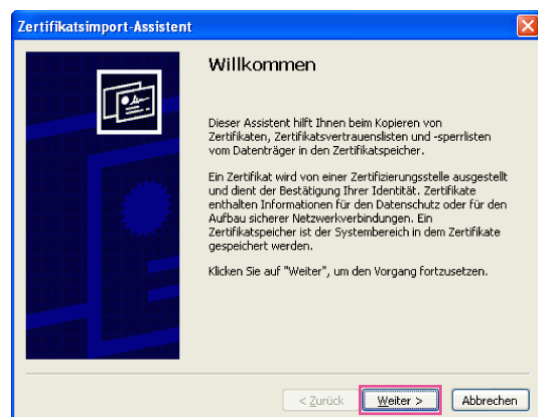 Zertifikatsimport-Assistent
Willkommen
Dieser Assistent hilft Ihnen beim Kopieren von
Zertifikaten, Zertifikatsvertrauenslisten und -sperrlisten
vom Datenträger in den Zertifikatspeicher.
Ein Zertifikat wird von einer Zertifizierungsstelle ausgestellt
und dient der Bestätigung Ihrer Identität. Zertifikate
enthalten Informationen für den Datenschutz oder für den
Aufbau sicherer Netzwerkverbindungen. Ein
Zertifikatspeicher ist der Systembereich in dem Zertifikate
gespeichert werden.
Klicken Sie auf "Weiter", um den Vorgang fortzusetzen.
< Zurück Weiter > Abbrechen